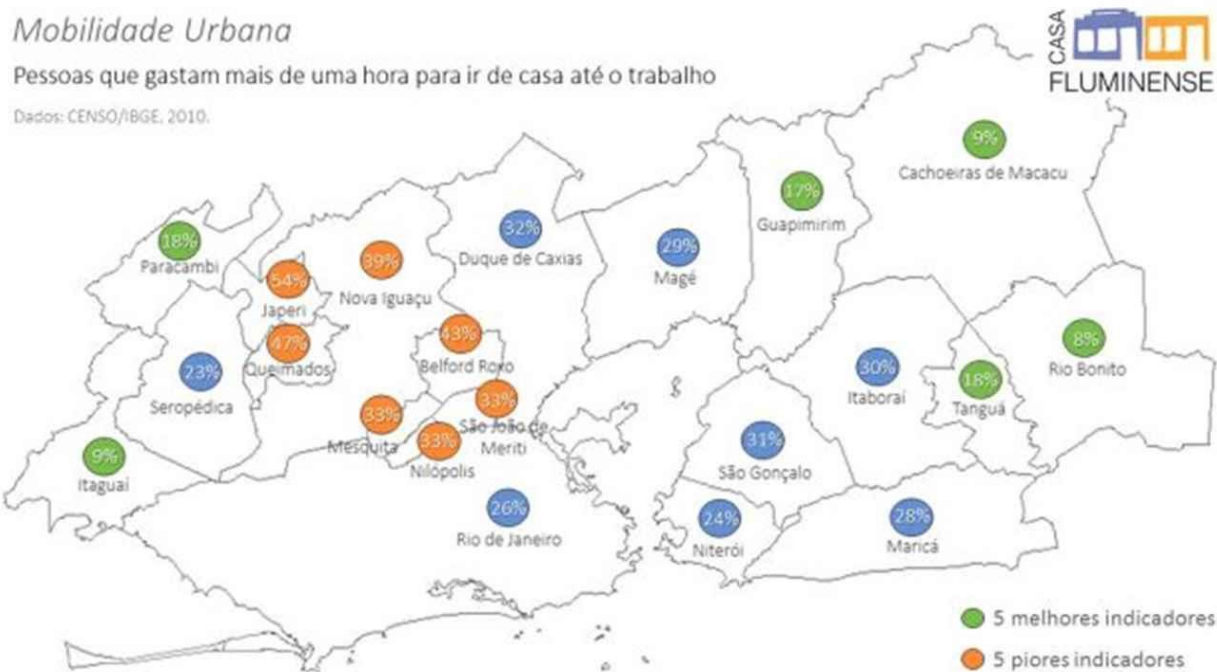 Mobilidade Urbana
Pessoas que gastam mais de uma hora para ir de casa até o trabalho
Dados: CENSO/IBGE, 2010.
CASA
FLUMINENSE
9%
Cachoeiras de Macacu
17%
Guapimirim
18%
Paracambi
32%
Duque de Caxias
29%
Magé
39%
Nova Iguaçu
54%
Japeri
43%
Belford Roxo
47%
Queimados
8%
Rio Bonito
23%
Seropédica
30%
Itaboraí
18%
Tanguá
33%
São João de
Meriti
33%
Mesquita
33%
Nilópolis
31%
São Gonçalo
9%
Itaguaí
26%
Rio de Janeiro
24%
Niterói
28%
Maricá
5 melhores indicadores
5 piores indicadores